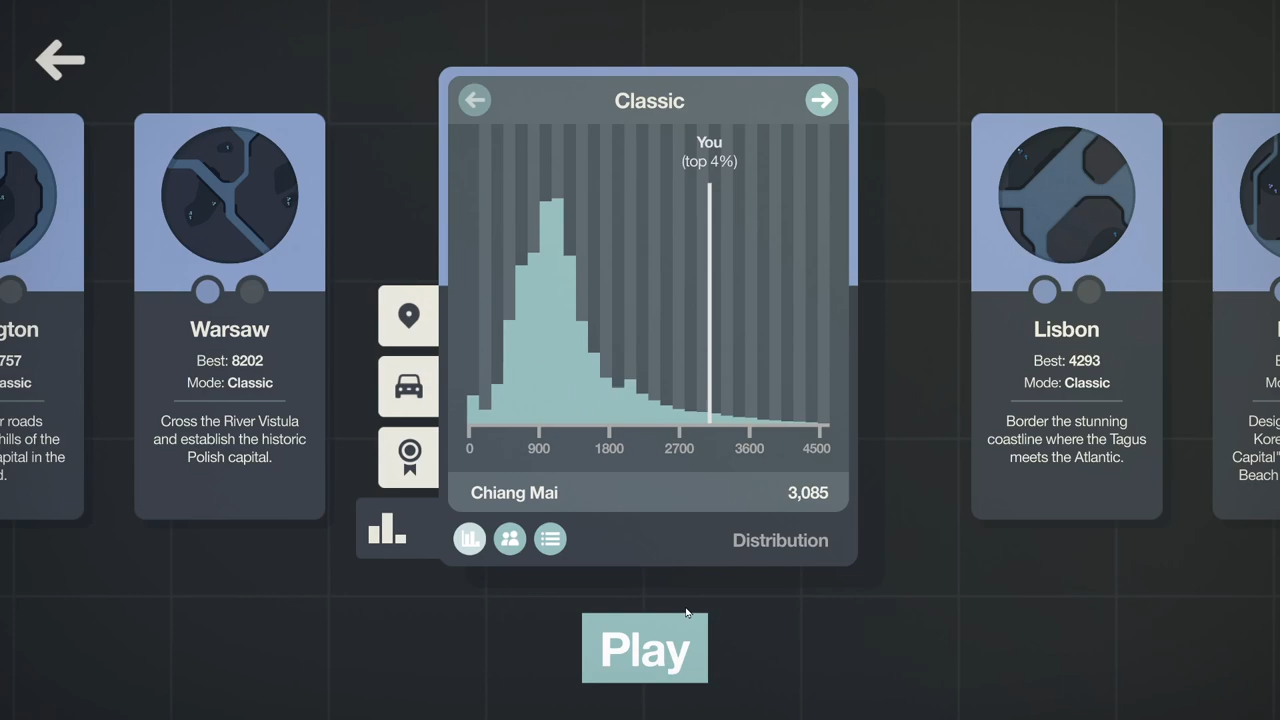 Classic
You
(top 4%)
0
900
1800
2700
3600
4500
Chiang Mai
3,085
Distribution
gton
757
assic
r roads
hills of the
apital in the
d.
Warsaw
Best: 8202
Mode: Classic
Cross the River Vistula
and establish the historic
Polish capital.
Lisbon
Best: 4293
Mode: Classic
Border the stunning
coastline where the Tagus
meets the Atlantic.
B
Mo
Desig
Kore
Capital"
Beach
Play